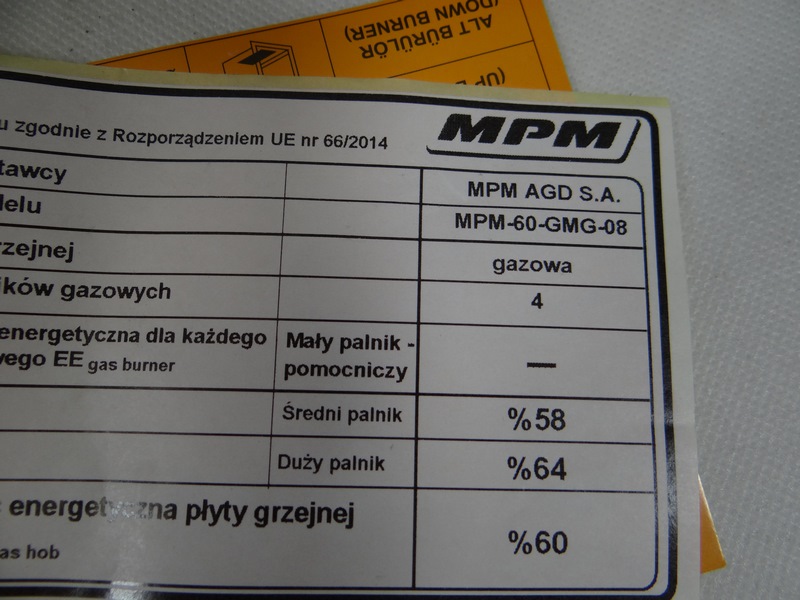 (DOWN BURNER)
ALT BÜRÜLÖR
(UP
u zgodnie z Rozporządzeniem UE nr 66/2014
MPM
tawcy
MPM AGD S.A.
delu
MPM-60-GMG-08
rzejnej
gazowa
ików gazowych
4
energetyczna dla każdego
wego EE gas burner
Mały palnik -
pomocniczy
—
Średni palnik
%58
Duży palnik
%64
energetyczna płyty grzejnej
as hob
%60